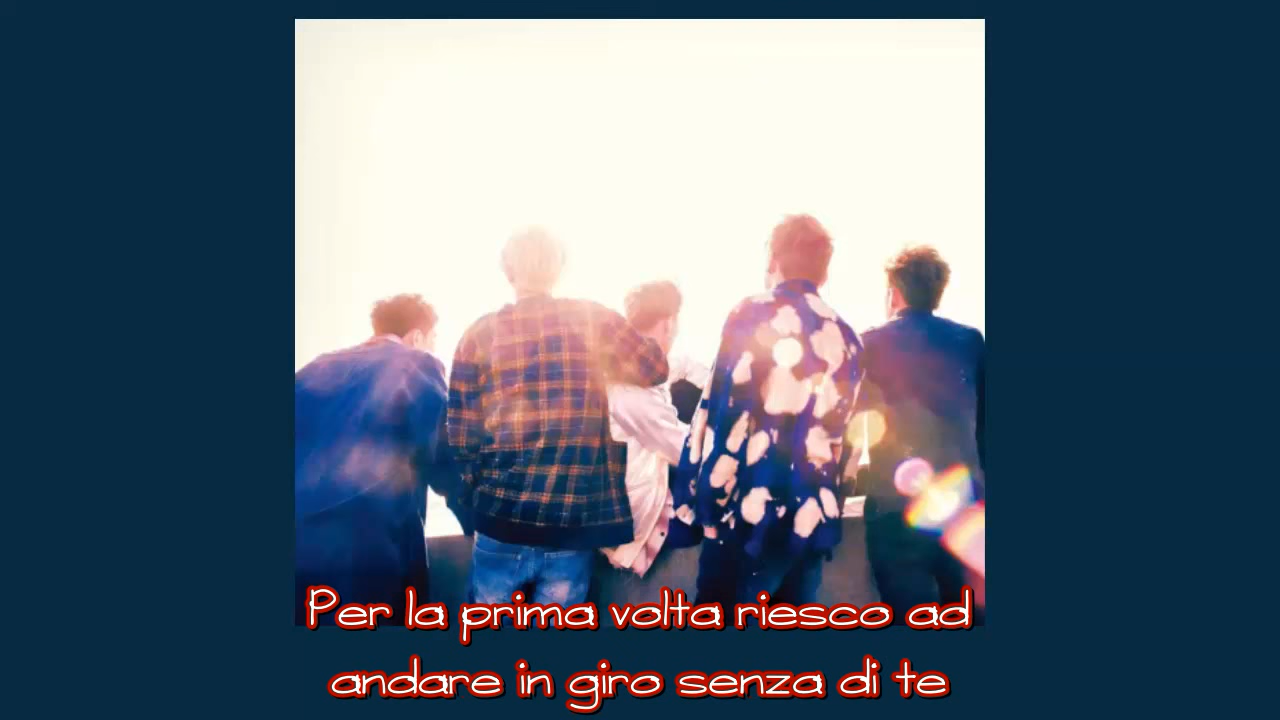 Per la prima volta riesco ad
andare in giro senza di te